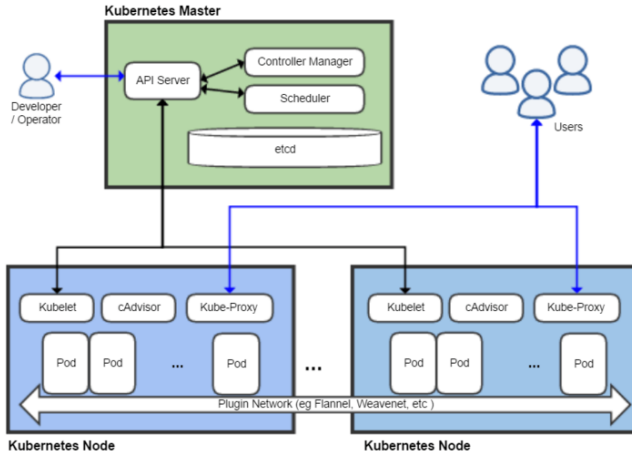 Kubernetes Master
API Server
Controller Manager
Scheduler
etcd
Developer
/ Operator
Users
Kubelet
cAdvisor
Kube-Proxy
Pod
Pod
...
Pod
...
Kubelet
cAdvisor
Kube-Proxy
Pod
Pod
...
Pod
Plugin Network (eg Flannel, Weavenet, etc )
Kubernetes Node
Kubernetes Node